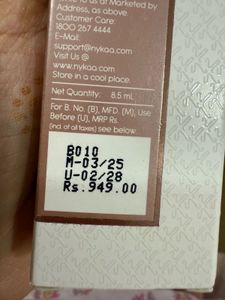 to us at Marketed by
Address, as above
Customer Care:
1800 267 4444
E-Mail:
support@nykaa.com
Visit Us @
www.nykaa.com
Store in a cool place.
Net Quantity: 8.5 mL
For B. No. (B), MFD. (M), Use
Before (U), MRP Rs.
(incl. of all taxes) see below.
B010
M-03/25
U-02/28
Rs.949.00